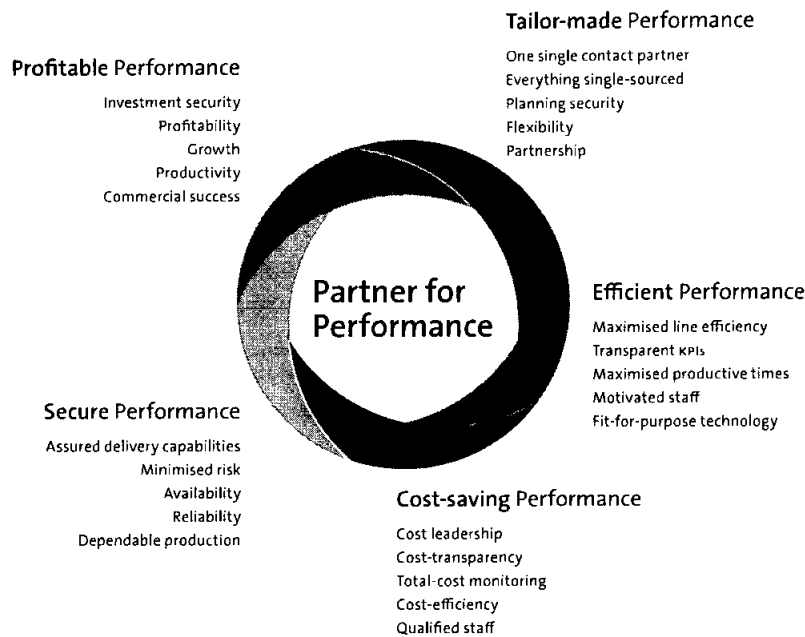 Tailor-made Performance
One single contact partner
Everything single-sourced
Planning security
Flexibility
Partnership
Profitable Performance
Investment security
Profitability
Growth
Productivity
Commercial success
Partner for
Performance
Efficient Performance
Maximised line efficiency
Transparent KPIs
Maximised productive times
Motivated staff
Fit-for-purpose technology
Secure Performance
Assured delivery capabilities
Minimised risk
Availability
Reliability
Dependable production
Cost-saving Performance
Cost leadership
Cost-transparency
Total-cost monitoring
Cost-efficiency
Qualified staff